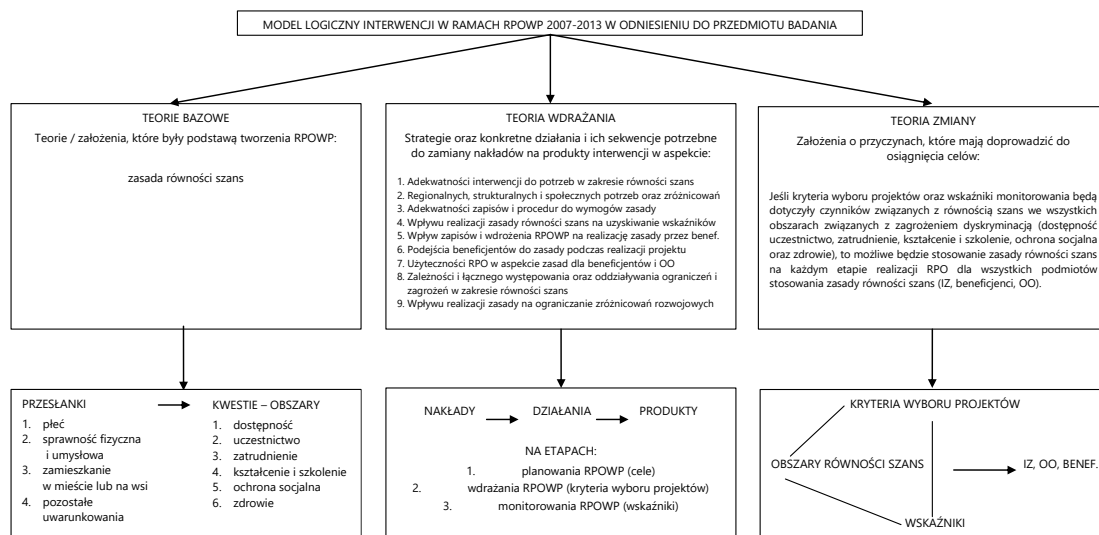 MODEL LOGICZNY INTERWENCJI W RAMACH RPOWP 2007-2013 W ODNIESIENIU DO PRZEDMIOTU BADANIA
TEORIE BAZOWE
Teorie / założenia, które były podstawą tworzenia RPOWP:
zasada równości szans
TEORIA WDRAŻANIA
Strategie oraz konkretne działania i ich sekwencje potrzebne
do zamiany nakładów na produkty interwencji w aspekcie:
1. Adekwatności interwencji do potrzeb w zakresie równości szans
2. Regionalnych, strukturalnych i społecznych potrzeb oraz zróżnicowań
3. Adekwatności zapisów i procedur do wymogów zasady
4. Wpływu realizacji zasady równości szans na uzyskiwanie wskaźników
5. Wpływ zapisów i wdrożenia RPOWP na realizację zasady przez benef.
6. Podejścia beneficjentów do zasady podczas realizacji projektu
7. Użyteczności RPO w aspekcie zasad dla beneficjentów i OO
8. Zależności i łącznego występowania oraz oddziaływania ograniczeń i
zagrożeń w zakresie równości szans
9. Wpływu realizacji zasady na ograniczanie zróżnicowań rozwojowych
TEORIA ZMIANY
Założenia o przyczynach, które mają doprowadzić do
osiągnięcia celów:
Jeśli kryteria wyboru projektów oraz wskaźniki monitorowania będą
dotyczyły czynników związanych z równością szans we wszystkich
obszarach związanych z zagrożeniem dyskryminacją (dostępność
uczestnictwo, zatrudnienie, kształcenie i szkolenie, ochrona socjalna
oraz zdrowie), to możliwe będzie stosowanie zasady równości szans
na każdym etapie realizacji RPO dla wszystkich podmiotów
stosowania zasady równości szans (IZ, beneficjenci, OO).
PRZESŁANKI
1. płeć
2. sprawność fizyczna
i umysłowa
3. zamieszkanie
w mieście lub na wsi
4. pozostałe
uwarunkowania
KWESTIE – OBSZARY
1. dostępność
2. uczestnictwo
3. zatrudnienie
4. kształcenie i szkolenie
5. ochrona socjalna
6. zdrowie
NAKŁADY DZIAŁANIA PRODUKTY
NA ETAPACH:
1. planowania RPOWP (cele)
2. wdrażania RPOWP (kryteria wyboru projektów)
3. monitorowania RPOWP (wskaźniki)
KRYTERIA WYBORU PROJEKTÓW
OBSZARY RÓWNOŚCI SZANS IZ, OO, BENEF.
WSKAŹNIKI